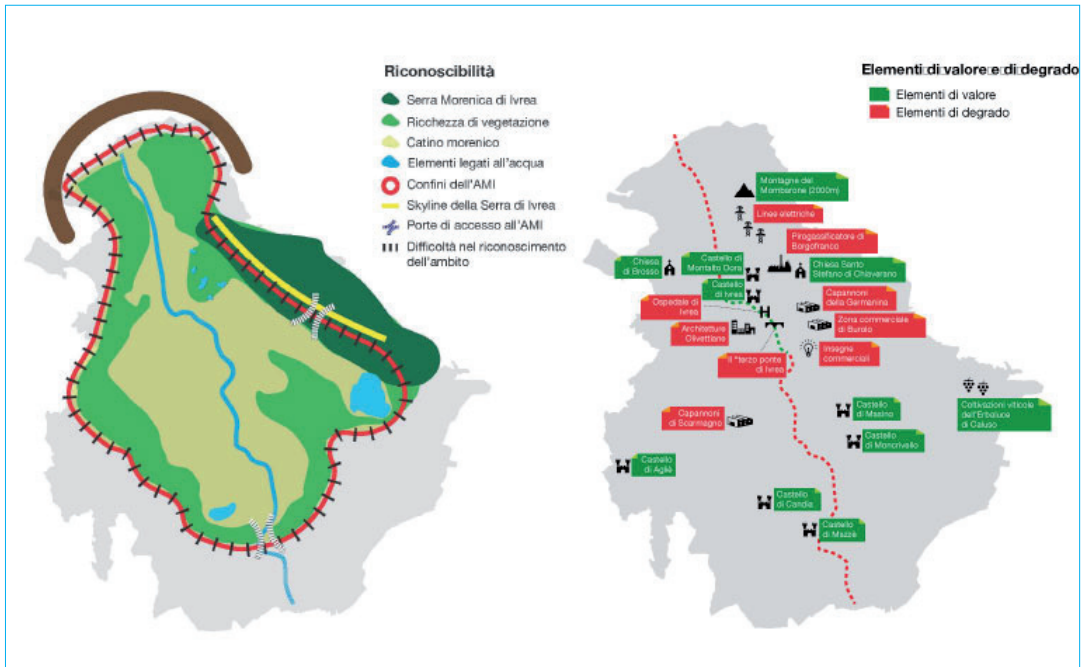 Riconoscibilità
Serra Morenica di Ivrea
Ricchezza di vegetazione
Catino morenico
Elementi legati all'acqua
Confini dell'AMI
Skyline della Serra di Ivrea
Porte di accesso all'AMI
Difficoltà nel riconoscimento
dell'ambito
Elementi di valore e di degrado
Elementi di valore
Elementi di degrado
Montagne del
Mombarone (2000m)
Linee elettriche
Pirogassificatore di
Borgofranco
Chiesa
di Brosso
Castello di
Montalto Dora
Chiesa Santo
Stefano di Chiaverano
Castello
di Ivrea
Ospedale di
Ivrea
Capannoni
della Germanina
Architetture
Olivettiane
Zona commerciale
di Burolo
Il "terzo ponte
di Ivrea
Insegne
commerciali
Capannoni
di Scarmagno
Castello
di Masino
Coltivazioni viticole
dell'Erbaluce
di Caluso
Castello
di Moncrivello
Castello
di Agliè
Castello
di Candia
Castello
di Mazzè